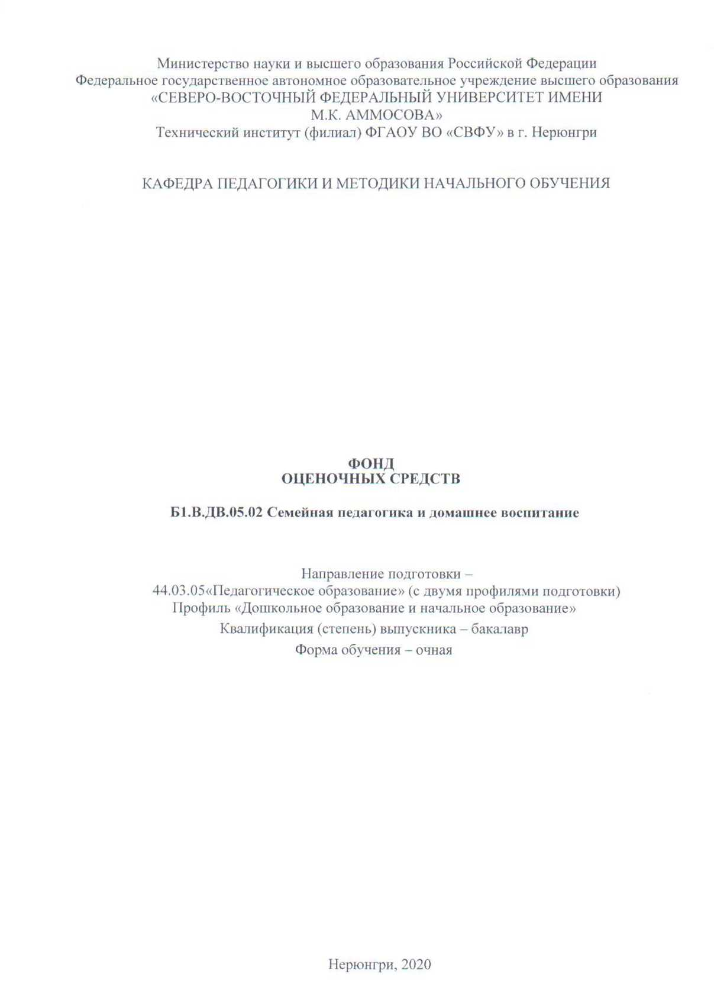 Министерство науки и высшего образования Российской Федерации
Федеральное государственное автономное образовательное учреждение высшего образования
«СЕВЕРО-ВОСТОЧНЫЙ ФЕДЕРАЛЬНЫЙ УНИВЕРСИТЕТ ИМЕНИ
М.К. АММОСОВА»
Технический институт (филиал) ФГАОУ ВО «СВФУ» в г. Нерюнгри
КАФЕДРА ПЕДАГОГИКИ И МЕТОДИКИ НАЧАЛЬНОГО ОБУЧЕНИЯ
ФОНД
ОЦЕНОЧНЫХ СРЕДСТВ
Б1.В.ДВ.05.02 Семейная педагогика и домашнее воспитание
Направление подготовки –
44.03.05«Педагогическое образование» (с двумя профилями подготовки)
Профиль «Дошкольное образование и начальное образование»
Квалификация (степень) выпускника – бакалавр
Форма обучения – очная
Нерюнгри, 2020